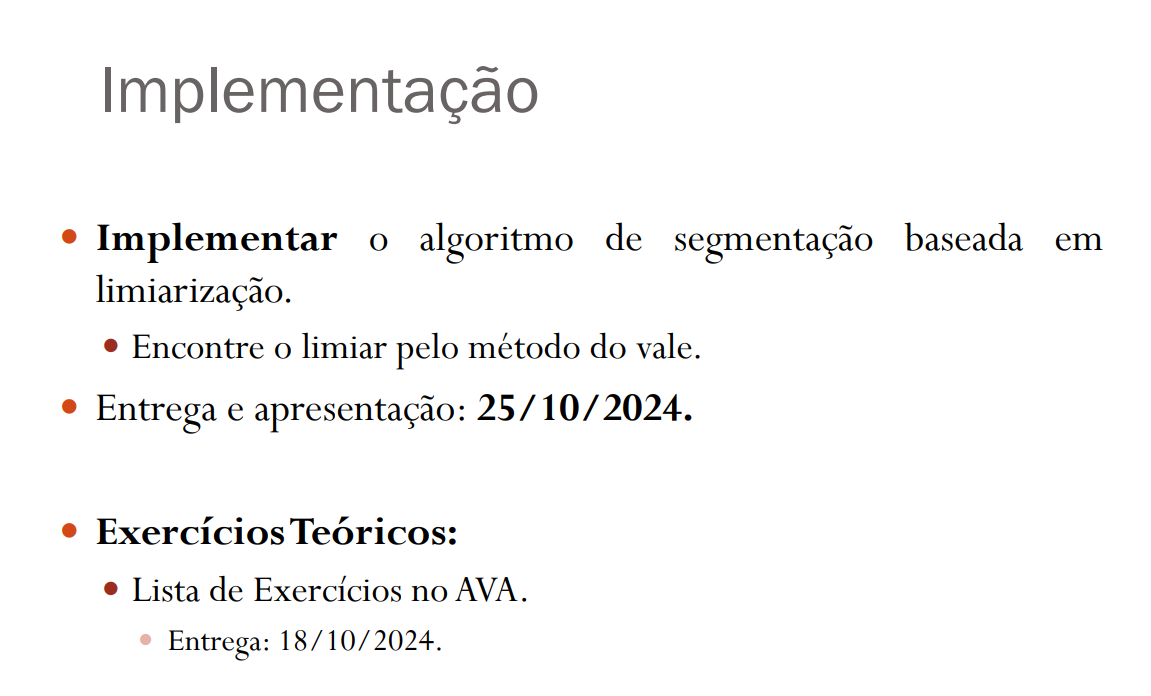 Implementação
Implementar o algoritmo de segmentação baseada em
limiarização.
Encontre o limiar pelo método do vale.
Entrega e apresentação: 25/10/2024.
Exercícios Teóricos:
Lista de Exercícios no AVA.
Entrega: 18/10/2024.